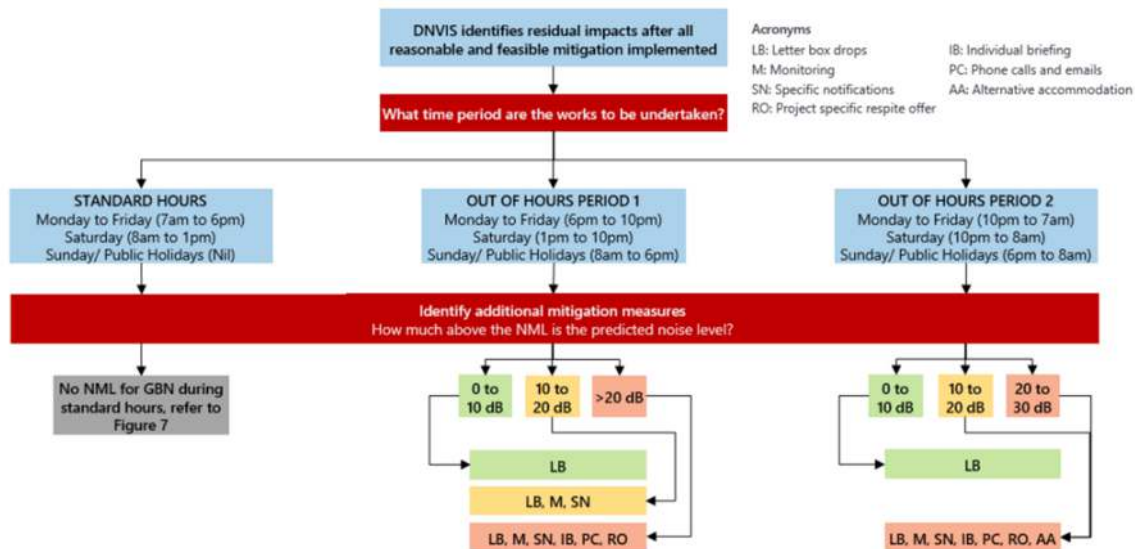 DNVIS identifies residual impacts after all
reasonable and feasible mitigation implemented
Acronyms
LB: Letter box drops
IB: Individual briefing
M: Monitoring
PC: Phone calls and emails
SN: Specific notifications
AA: Alternative accommodation
RO: Project specific respite offer
What time period are the works to be undertaken?
STANDARD HOURS
Monday to Friday (7am to 6pm)
Saturday (8am to 1pm)
Sunday/ Public Holidays (Nil)
OUT OF HOURS PERIOD 1
Monday to Friday (6pm to 10pm)
Saturday (1pm to 10pm)
Sunday/ Public Holidays (8am to 6pm)
OUT OF HOURS PERIOD 2
Monday to Friday (10pm to 7am)
Saturday (10pm to 8am)
Sunday/ Public Holidays (6pm to 8am)
Identify additional mitigation measures
How much above the NML is the predicted noise level?
No NML for GBN during
standard hours, refer to
Figure 7
0 to
10 dB
10 to
20 dB
>20 dB
LB
LB, M, SN
LB, M, SN, IB, PC, RO
0 to
10 dB
10 to
20 dB
20 to
30 dB
LB
LB, M, SN, IB, PC, RO, AA